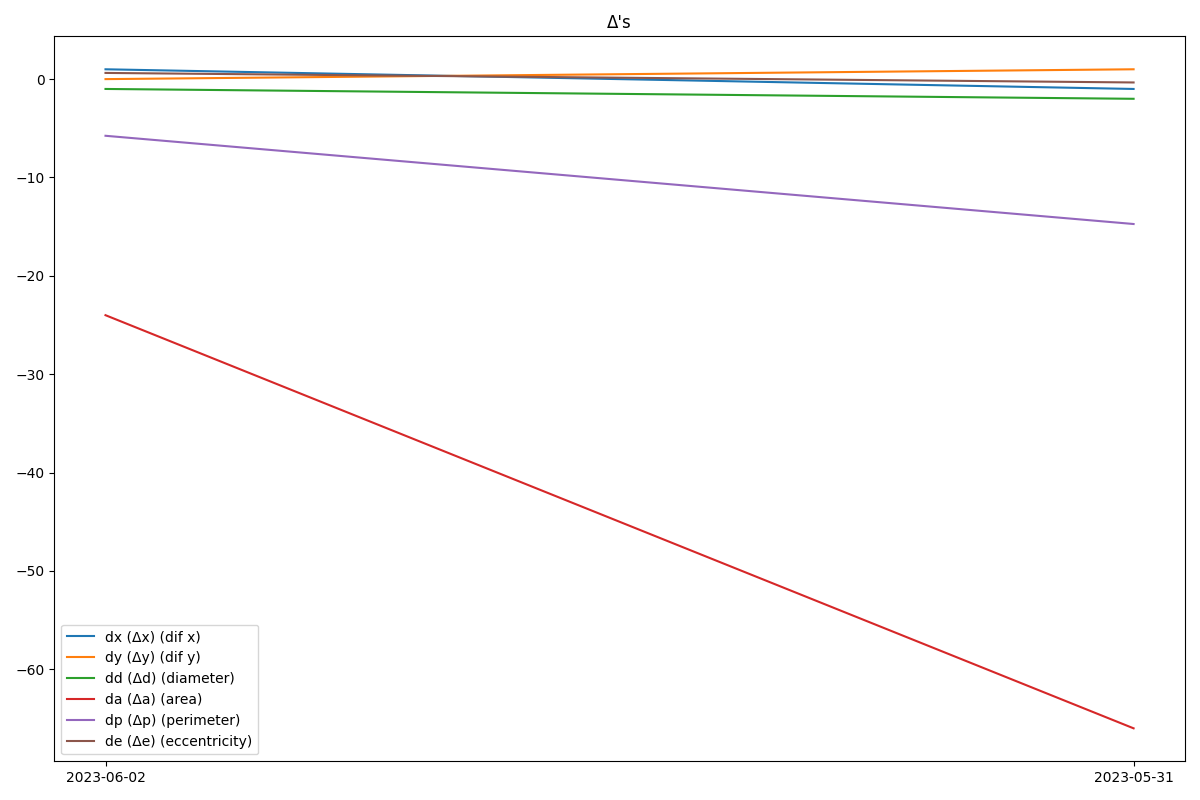 Δ's
0
−10
−20
−30
−40
−50
−60
dx (Δx) (dif x)
dy (Δy) (dif y)
dd (Δd) (diameter)
da (Δa) (area)
dp (Δp) (perimeter)
de (Δe) (eccentricity)
2023-06-02
2023-05-31